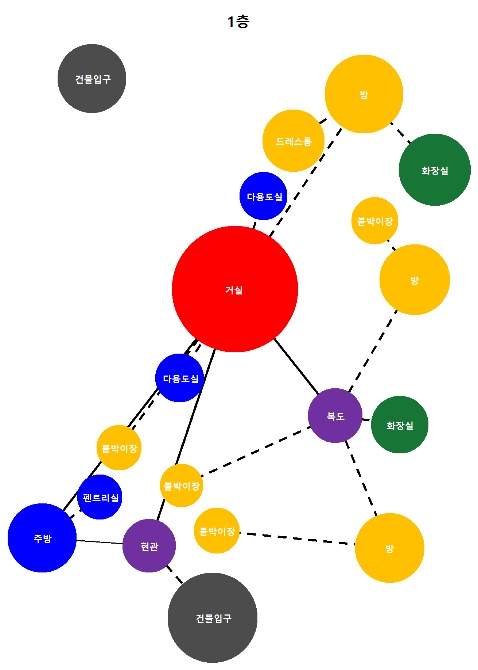 1층
건물입구
방
드레스룸
화장실
다용도실
붙박이장
방
거실
다용도실
복도
화장실
붙박이장
붙박이장
팬트리실
붙박이장
주방
현관
방
건물입구